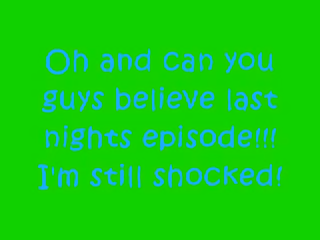 Oh and can you
guys believe last
nights episode!!!
I'm still shocked!